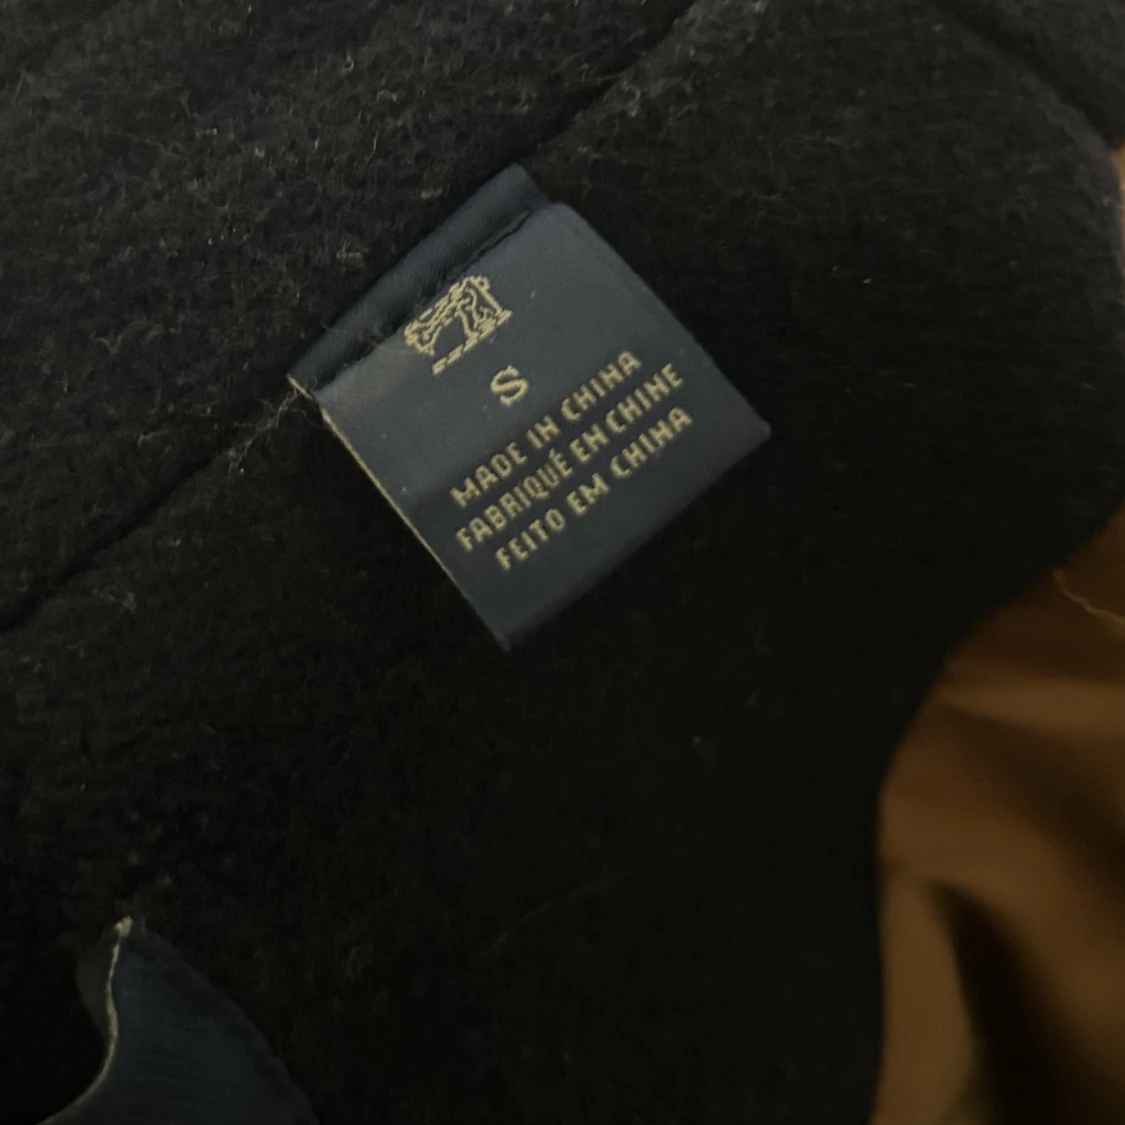 S
MADE IN CHINA
FABRIQUÉ EN CHINE
FEITO EM CHINA